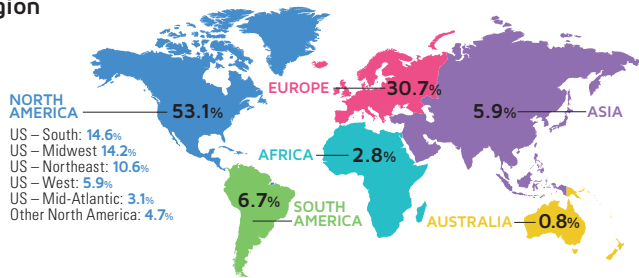 gion
NORTH
AMERICA
53.1%
US – South: 14.6%
US – Midwest 14.2%
US – Northeast: 10.6%
US – West: 5.9%
US – Mid-Atlantic: 3.1%
Other North America: 4.7%
EUROPE
30.7%
5.9%
ASIA
AFRICA
2.8%
6.7%
SOUTH
AMERICA
AUSTRALIA
0.8%